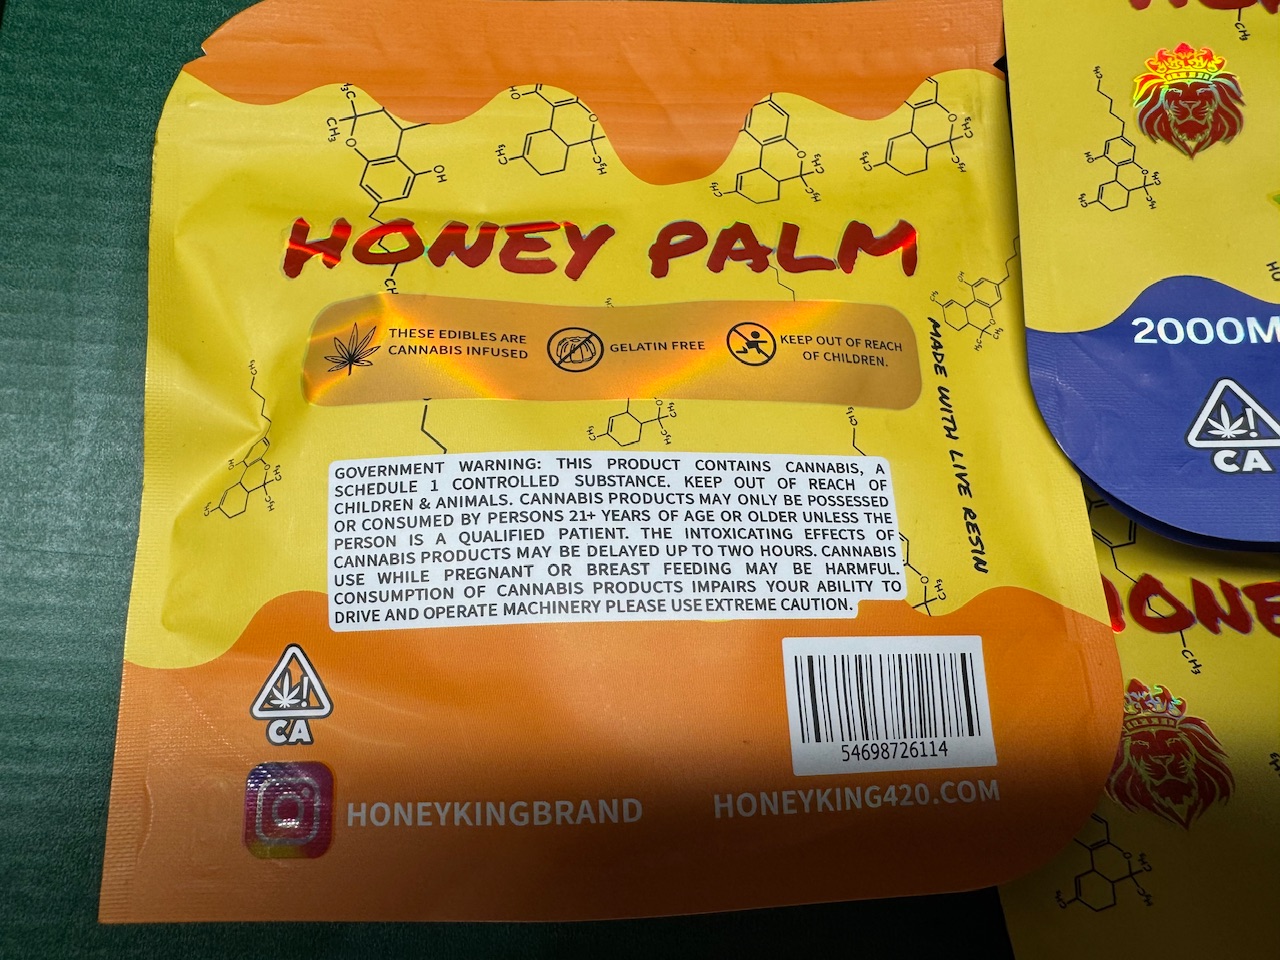 HONEY PALM
THESE EDIBLES ARE
CANNABIS INFUSED
GELATIN FREE
KEEP OUT OF REACH
OF CHILDREN.
MADE WITH LIVE RESIN
GOVERNMENT WARNING: THIS PRODUCT CONTAINS CANNABIS, A
SCHEDULE 1 CONTROLLED SUBSTANCE. KEEP OUT OF REACH OF
CHILDREN & ANIMALS. CANNABIS PRODUCTS MAY ONLY BE POSSESSED
OR CONSUMED BY PERSONS 21+ YEARS OF AGE OR OLDER UNLESS THE
PERSON IS A QUALIFIED PATIENT. THE INTOXICATING EFFECTS OF
CANNABIS PRODUCTS MAY BE DELAYED UP TO TWO HOURS. CANNABIS
USE WHILE PREGNANT OR BREAST FEEDING MAY BE HARMFUL.
CONSUMPTION OF CANNABIS PRODUCTS IMPAIRS YOUR ABILITY TO
DRIVE AND OPERATE MACHINERY PLEASE USE EXTREME CAUTION.
CA
54698726114
HONEYKINGBRAND
HONEYKING420.COM
2000M
CA